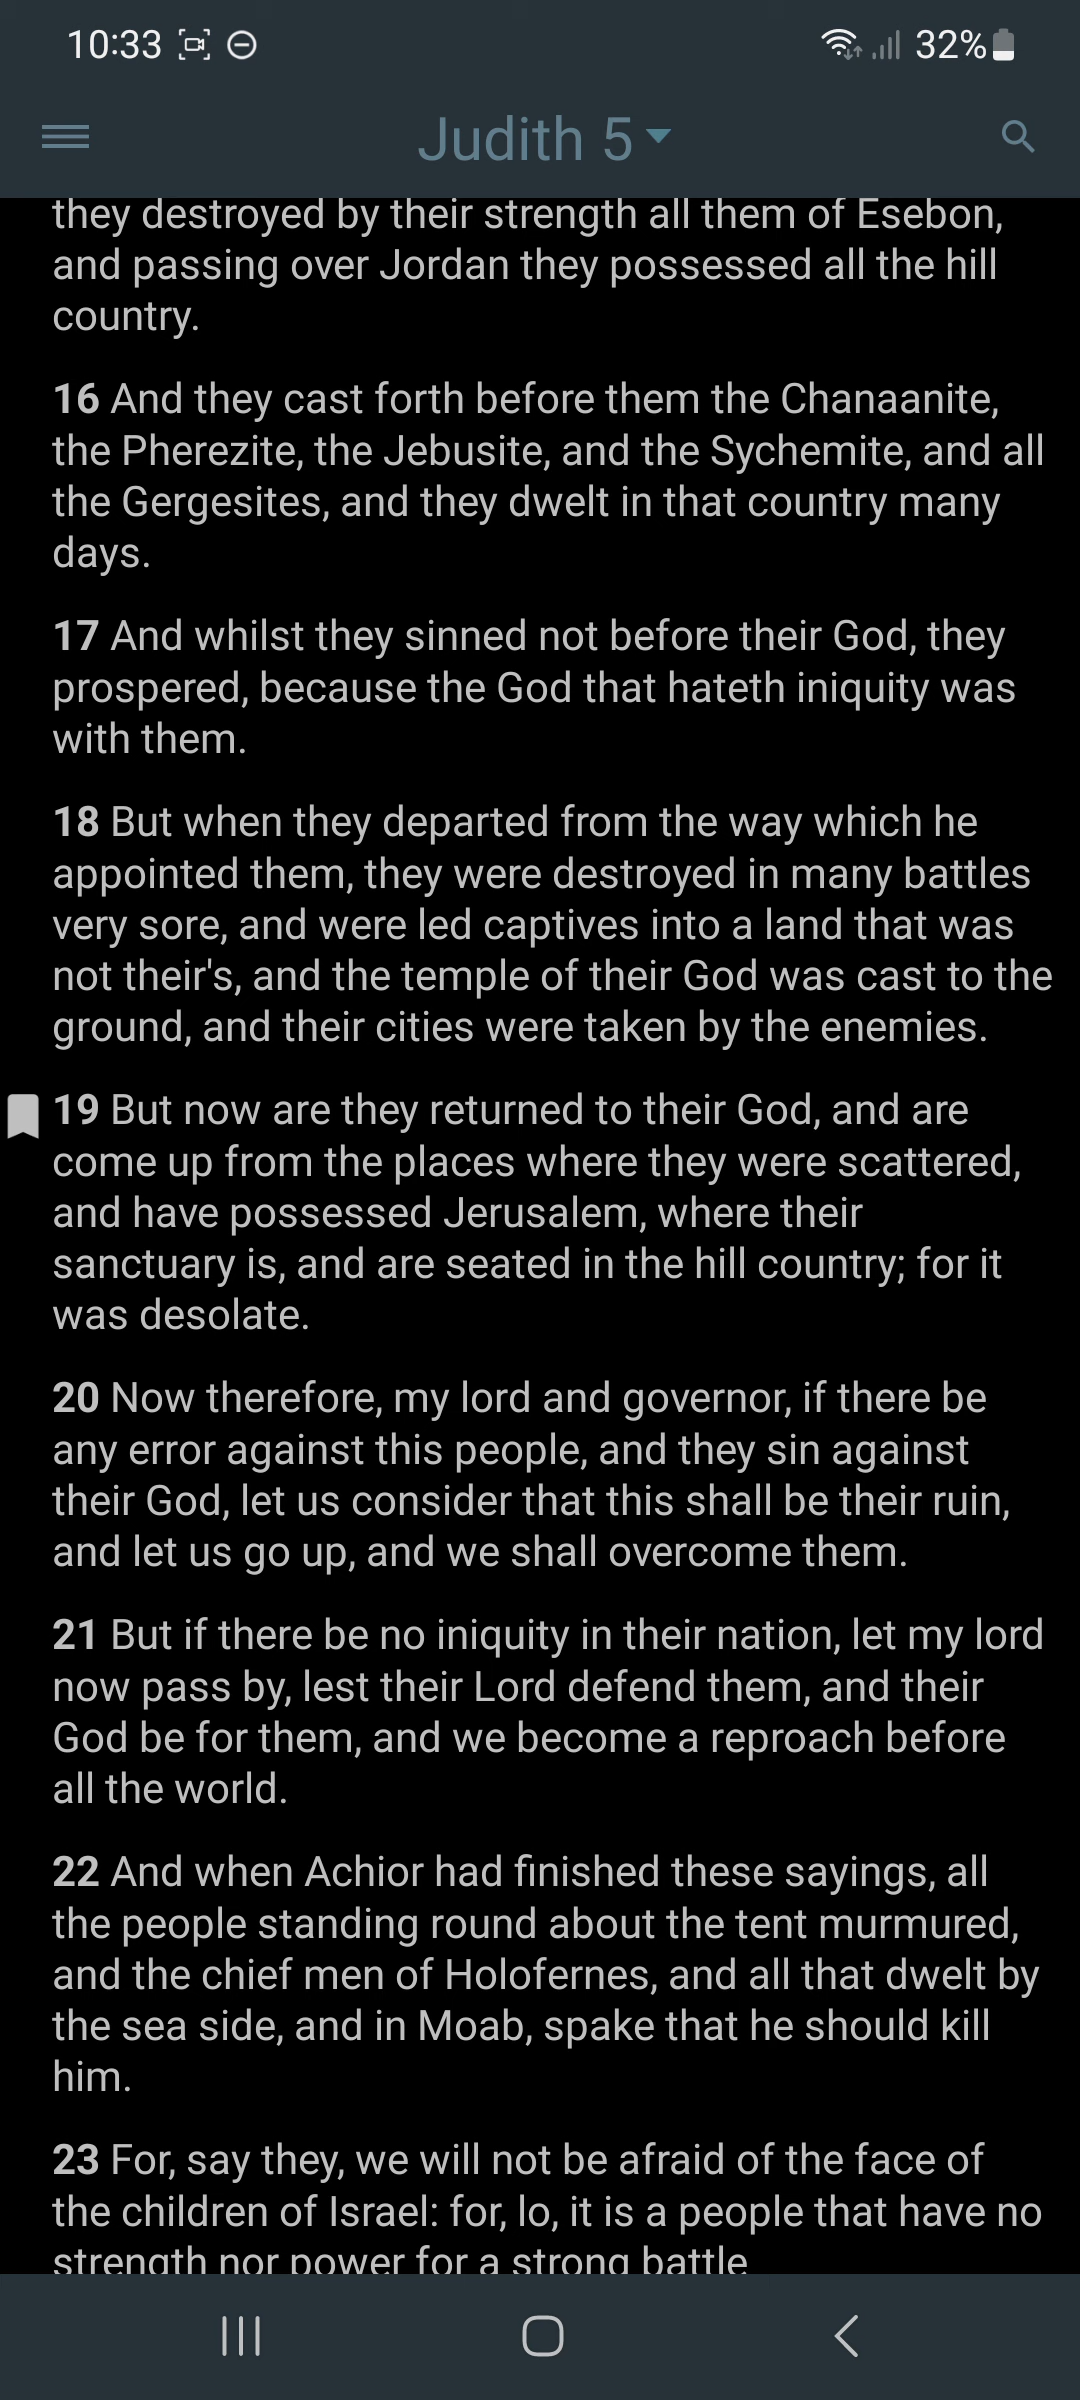 10:33
32%
Judith 5
they destroyed by their strength all them of Esebon,
and passing over Jordan they possessed all the hill
country.
16 And they cast forth before them the Chanaanite,
the Pherezite, the Jebusite, and the Sychemite, and all
the Gergesites, and they dwelt in that country many
days.
17 And whilst they sinned not before their God, they
prospered, because the God that hateth iniquity was
with them.
18 But when they departed from the way which he
appointed them, they were destroyed in many battles
very sore, and were led captives into a land that was
not their's, and the temple of their God was cast to the
ground, and their cities were taken by the enemies.
19 But now are they returned to their God, and are
come up from the places where they were scattered,
and have possessed Jerusalem, where their
sanctuary is, and are seated in the hill country; for it
was desolate.
20 Now therefore, my lord and governor, if there be
any error against this people, and they sin against
their God, let us consider that this shall be their ruin,
and let us go up, and we shall overcome them.
21 But if there be no iniquity in their nation, let my lord
now pass by, lest their Lord defend them, and their
God be for them, and we become a reproach before
all the world.
22 And when Achior had finished these sayings, all
the people standing round about the tent murmured,
and the chief men of Holofernes, and all that dwelt by
the sea side, and in Moab, spake that he should kill
him.
23 For, say they, we will not be afraid of the face of
the children of Israel: for, lo, it is a people that have no
strength nor power for a strong battle